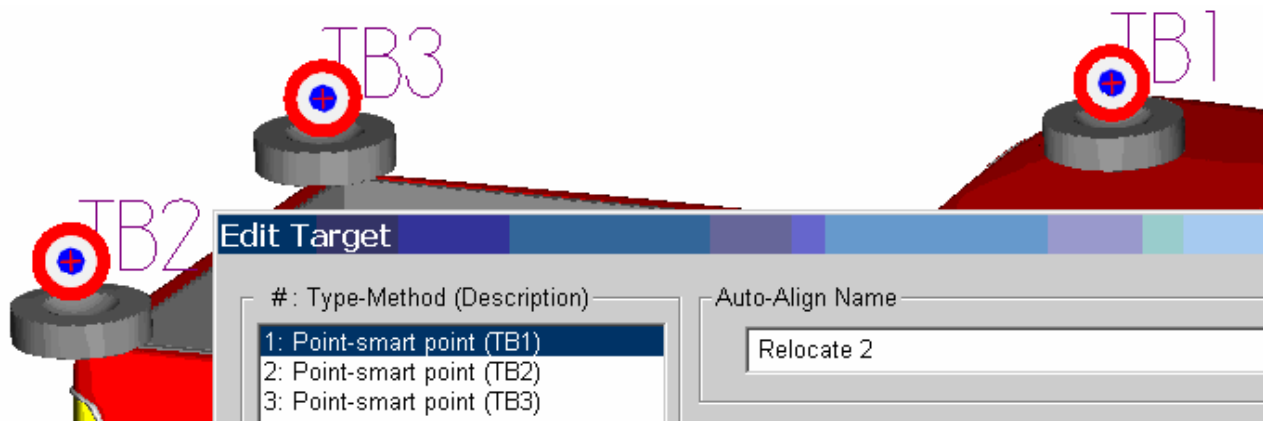 TB3
TB1
TB2
Edit Target
#: Type-Method (Description)
Auto-Align Name
1: Point-smart point (TB1)
Relocate 2
2: Point-smart point (TB2)
3: Point-smart point (TB3)